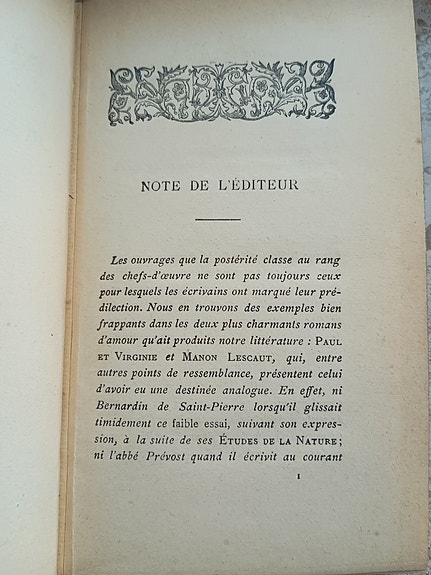 NOTE DE L'ÉDITEUR
Les ouvrages que la postérité classe au rang
des chefs-d'œuvre ne sont pas toujours ceux
pour lesquels les écrivains ont marqué leur pré-
dilection. Nous en trouvons des exemples bien
frappants dans les deux plus charmants romans
d'amour qu'ait produits notre littérature : PAUL
ET VIRGINIE et MANON LESCAUT, qui, entre
autres points de ressemblance, présentent celui
d'avoir eu une destinée analogue. En effet, ni
Bernardin de Saint-Pierre lorsqu'il glissait
timidement ce faible essai, suivant son expres-
sion, à la suite de ses ÉTUDES DE LA NATURE ;
ni l'abbé Prévost quand il écrivit au courant
1